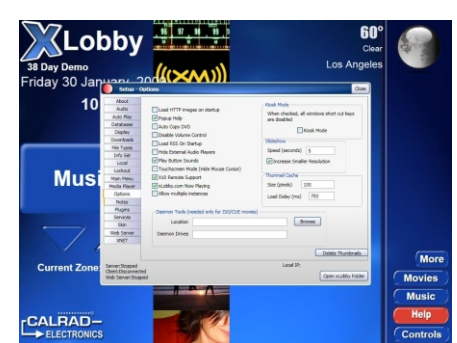 XLobby
38 Day Demo
Friday 30 January, 2009
10
60°
Clear
Los Angeles
((XM))
Setup - Options
Close
About
Audio
Auto Play
Databases
Display
Downloads
File Types
Info Get
Local
Lockout
Main Menu
Media Player
Options
Notes
Plugins
Services
Skin
Web Server
XNET
Load HTTP images on startup
Popup Help
Auto Copy DVD
Disable Volume Control
Load RSS On Startup
Hide External Audio Players
Play Button Sounds
Touchscreen Mode (Hide Mouse Cursor)
X10 Remote Support
xLobby.com Now Playing
Allow multiple instances
Kiosk Mode
When checked, all windows short cut keys
are disabled
Kiosk Mode
Slideshow
Speed (seconds) 5
Increase Smaller Resolution
Thumnail Cache
Size (pixels) 100
Load Delay (ms) 750
Daemon Tools (needed only for ISO/CUE movies)
Location
Browse
Daemon Drives
Delete Thumbnails
Server:Stopped
Client:Disconnected
Web Server:Stopped
Local IP:
Open xLobby Folder
Musi
Current Zone
More
Movies
Music
Help
Controls
CALRAD
ELECTRONICS